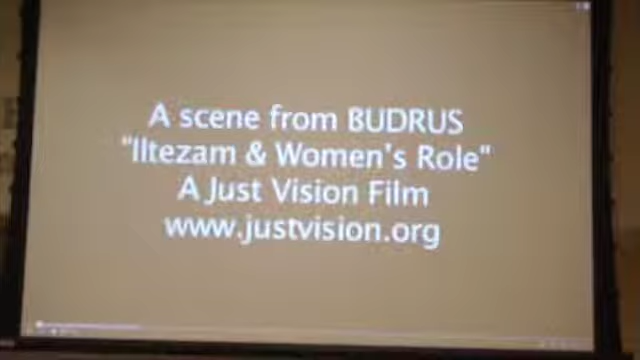 A scene from BUDRUS
"Iltezam & Women's Role"
A Just Vision Film
www.justvision.org